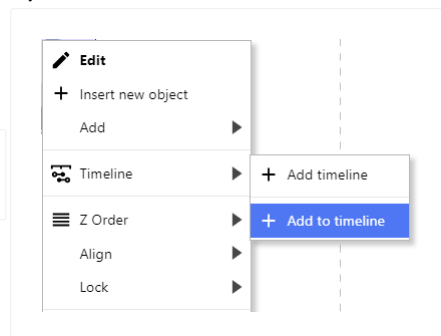 Edit
Insert new object
Add
Timeline
Add timeline
Z Order
Add to timeline
Align
Lock